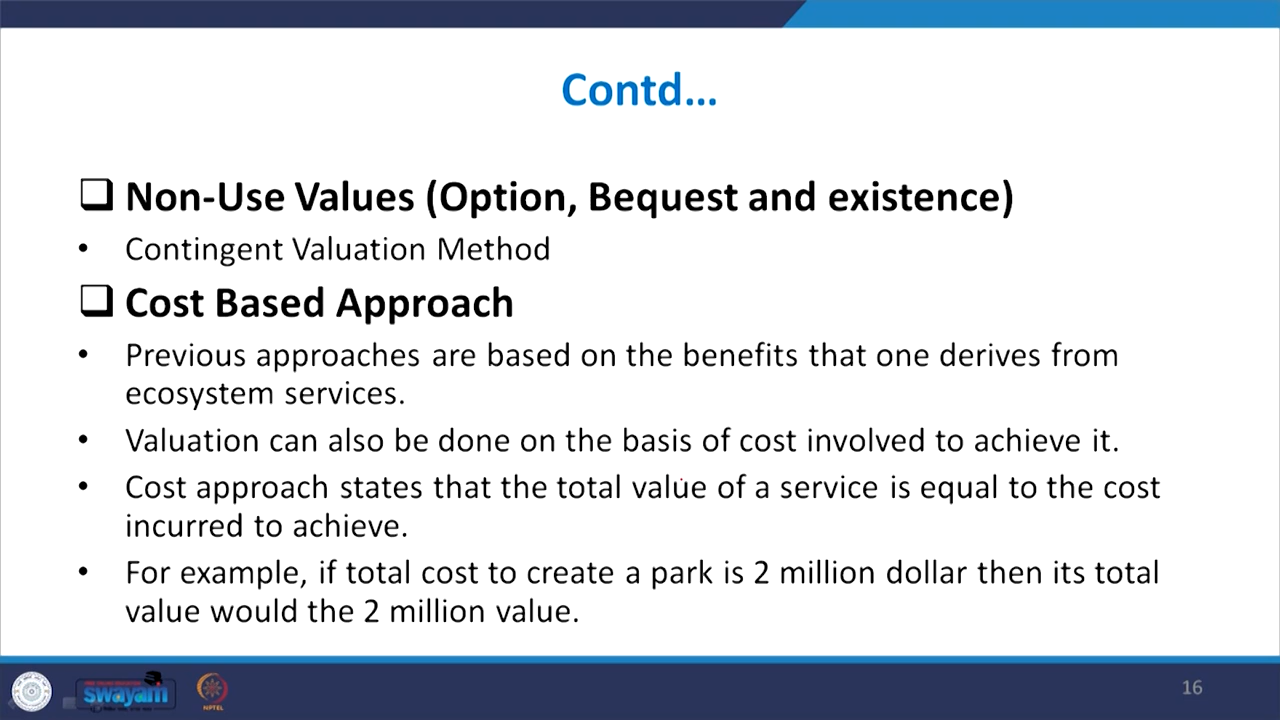 Contd...
❑ Non-Use Values (Option, Bequest and existence)
• Contingent Valuation Method
❑ Cost Based Approach
• Previous approaches are based on the benefits that one derives from
ecosystem services.
• Valuation can also be done on the basis of cost involved to achieve it.
• Cost approach states that the total value of a service is equal to the cost
incurred to achieve.
• For example, if total cost to create a park is 2 million dollar then its total
value would the 2 million value.
swayam
NPTEL
16